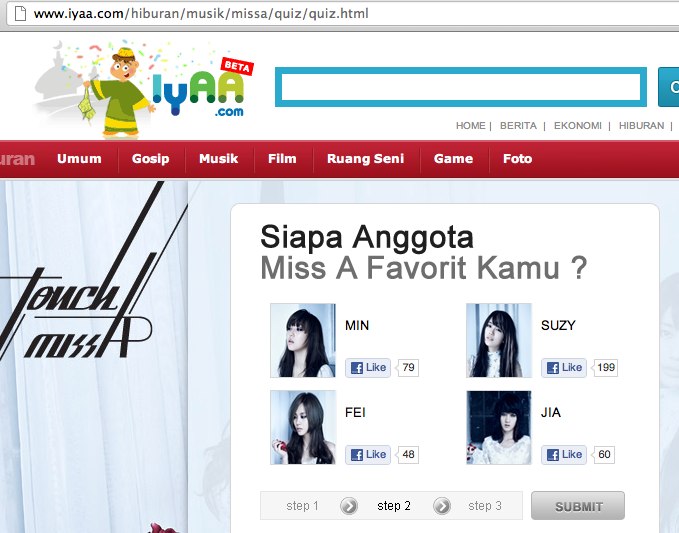 www.iyaa.com/hiburan/musik/missa/quiz/quiz.html
BETA
iyAA
.com
HOME | BERITA | EKONOMI | HIBURAN |
uran Umum Gosip Musik Film Ruang Seni Game Foto
Touch
missAP
Siapa Anggota
Miss A Favorit Kamu ?
MIN
Like 79
SUZY
Like 199
FEI
Like 48
JIA
Like 60
step 1 step 2 step 3 SUBMIT